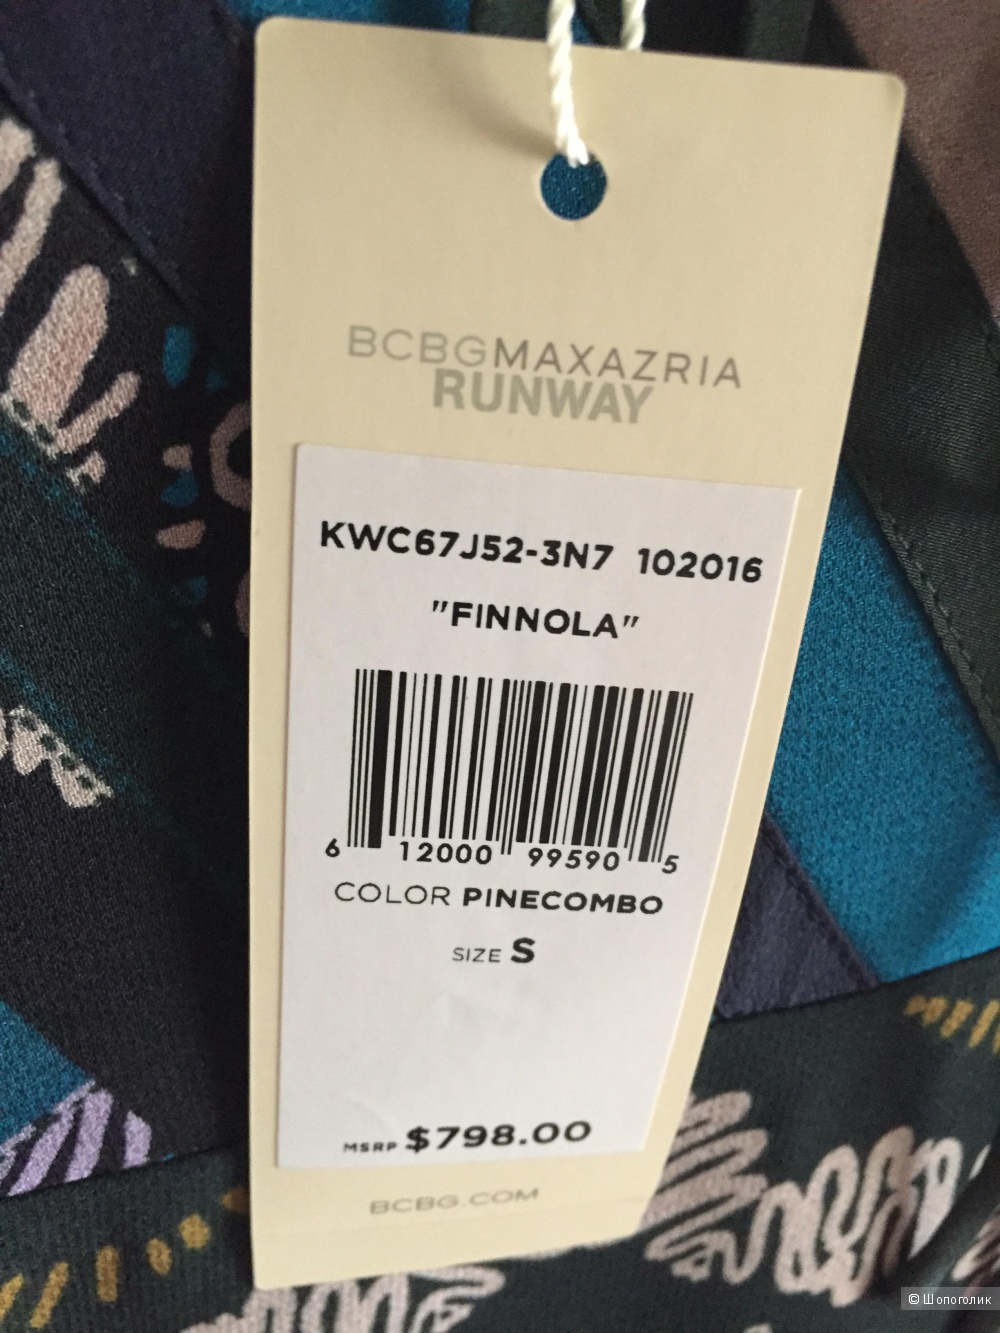 BCBGMAXAZRIA
RUNWAY
KWC67J52-3N7 102016
"FINNOLA"
6 12000 99590 5
COLOR PINECOMBO
SIZE S
MSRP $798.00
BCBG.COM
© Шопоголик